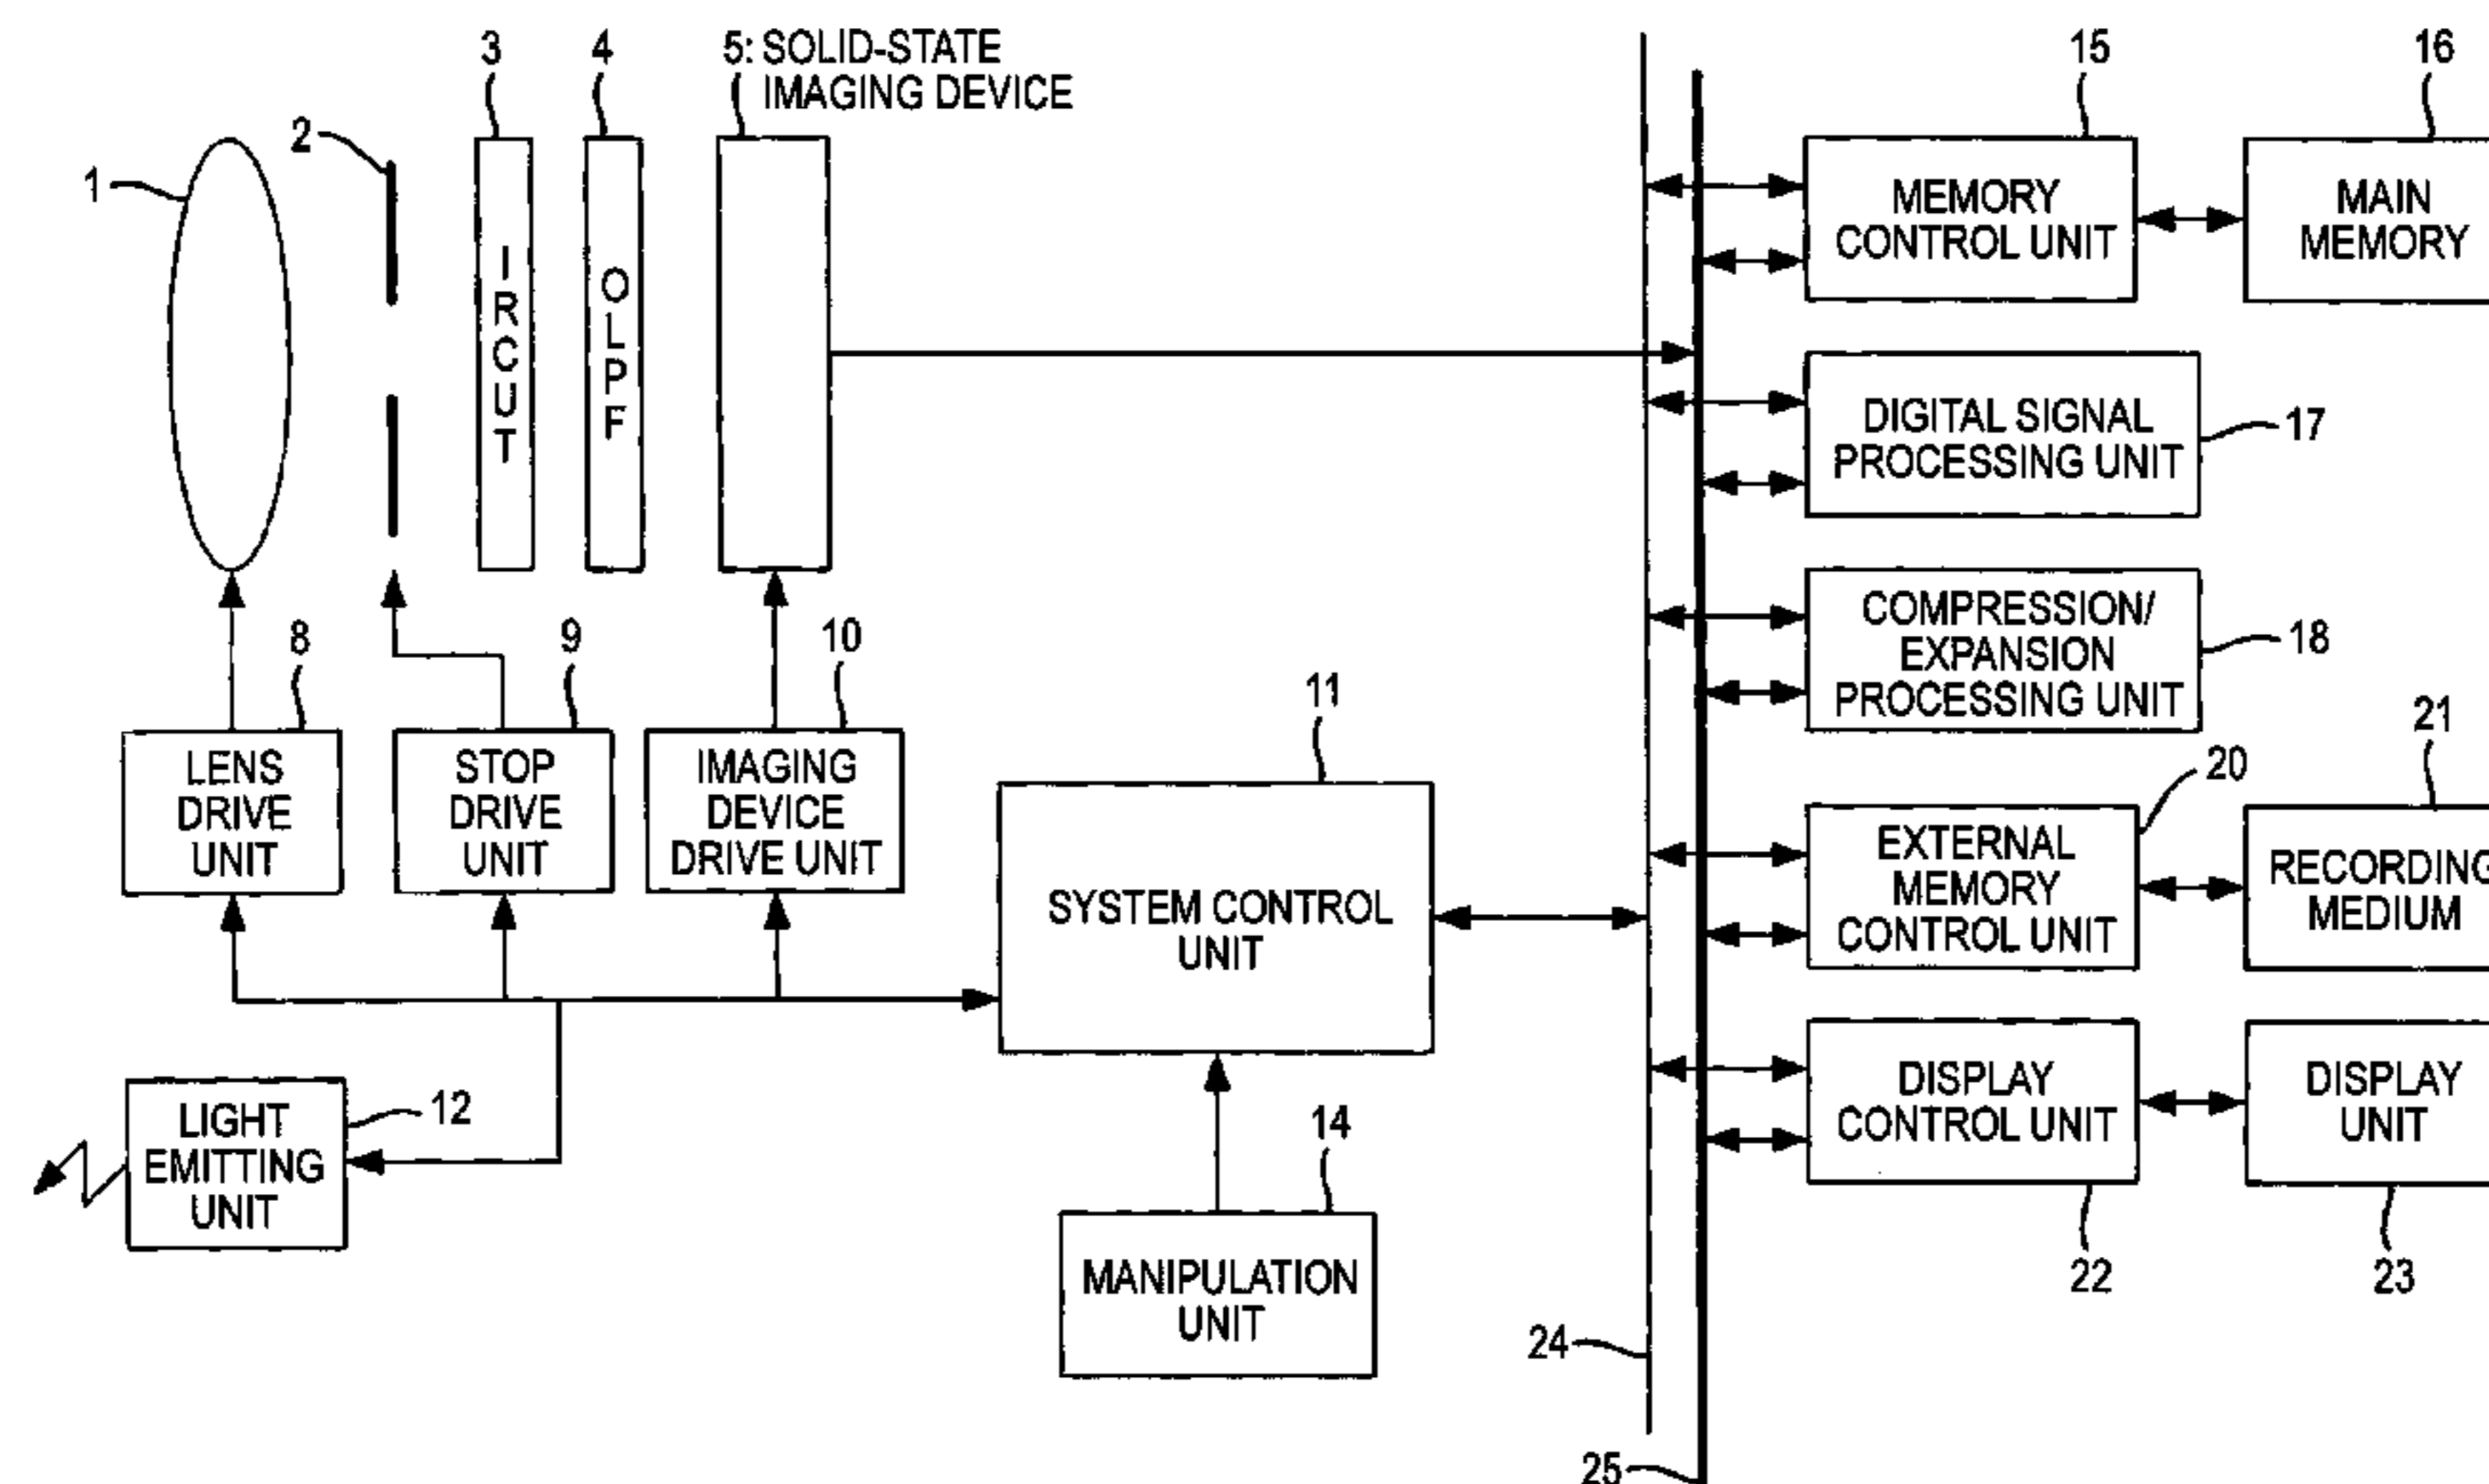 3
4
5: SOLID-STATE
IMAGING DEVICE
15
16
2
1
IRCUT
OLPF
MEMORY
CONTROL UNIT
MAIN
MEMORY
DIGITAL SIGNAL
PROCESSING UNIT
17
COMPRESSION/
EXPANSION
PROCESSING UNIT
18
8
9
10
11
21
20
LENS
DRIVE
UNIT
STOP
DRIVE
UNIT
IMAGING
DEVICE
DRIVE UNIT
SYSTEM CONTROL
UNIT
EXTERNAL
MEMORY
CONTROL UNIT
RECORDING
MEDIUM
12
LIGHT
EMITTING
UNIT
14
MANIPULATION
UNIT
DISPLAY
CONTROL UNIT
DISPLAY
UNIT
22
23
24
25